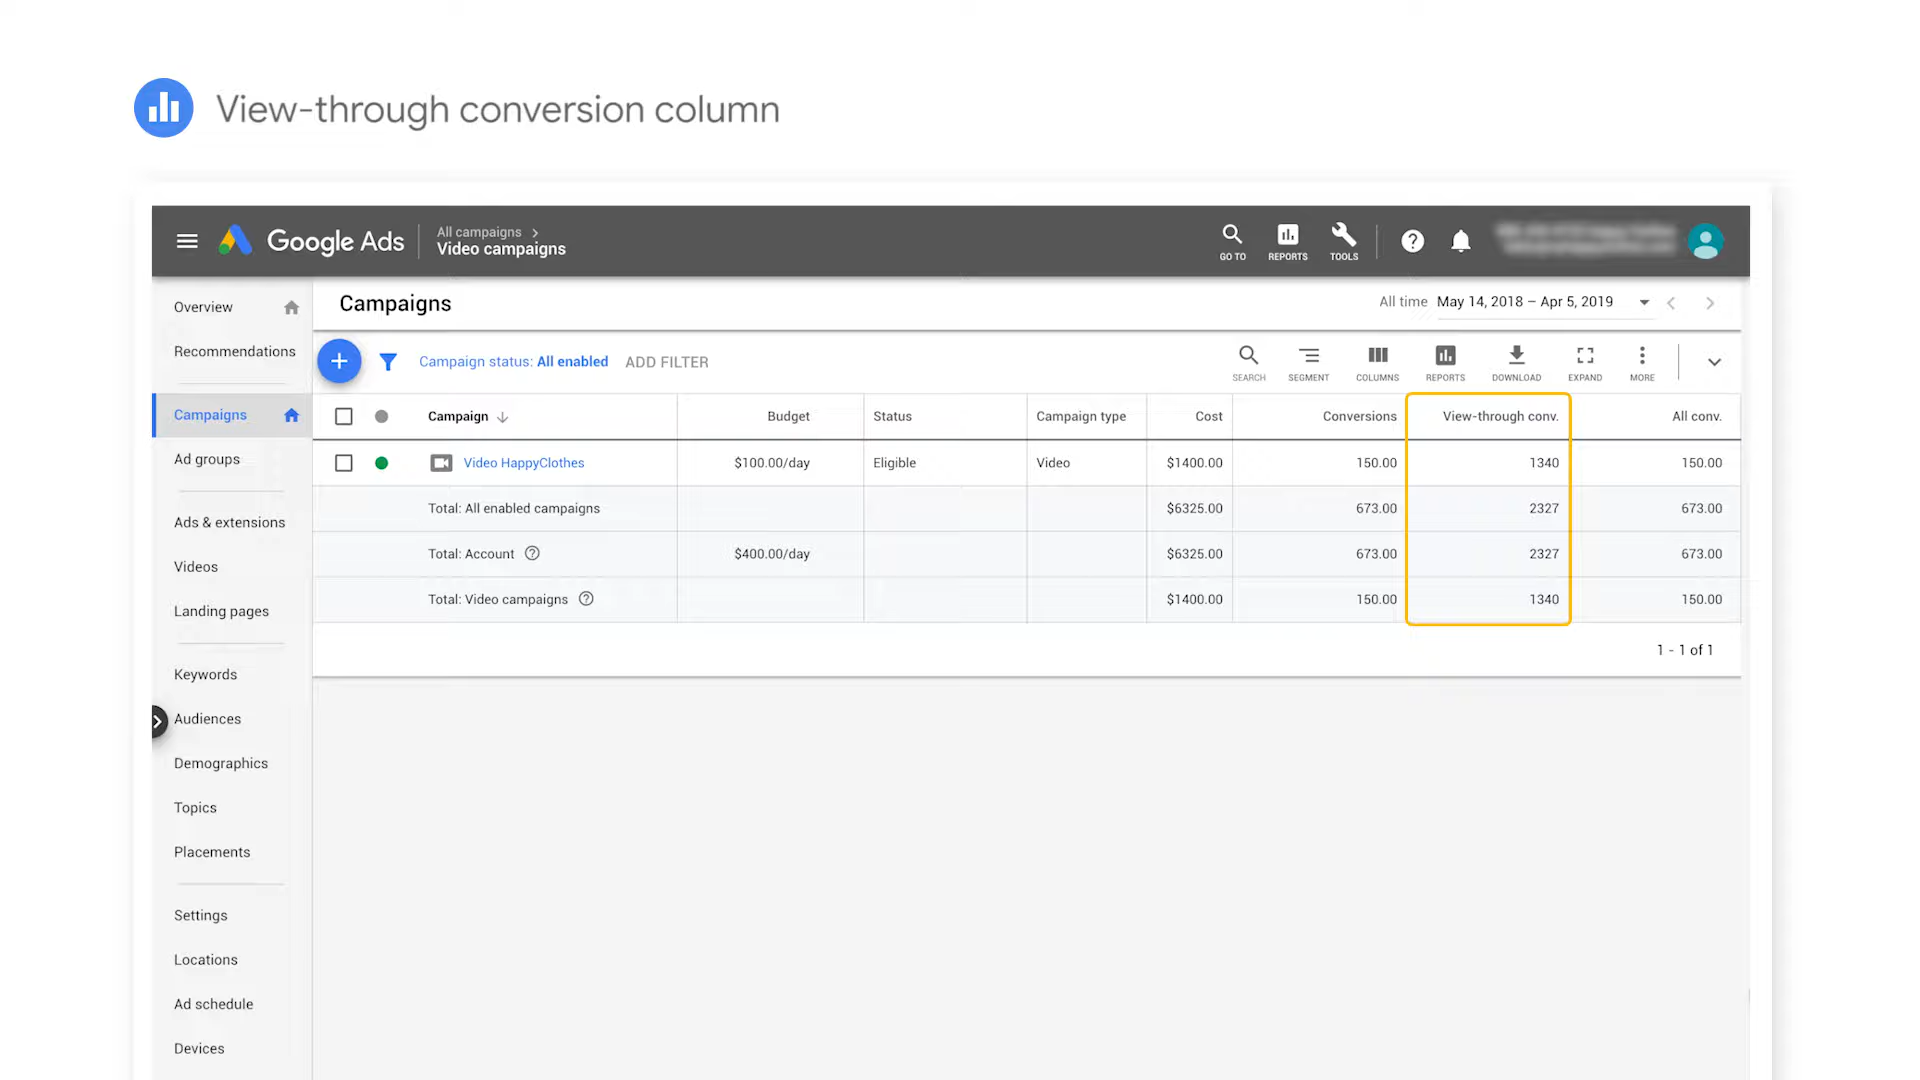 View-through conversion column
Google Ads
All campaigns >
Video campaigns
GO TO
REPORTS
TOOLS
Overview
Recommendations
Campaigns
Ad groups
Ads & extensions
Videos
Landing pages
Keywords
Audiences
Demographics
Topics
Placements
Settings
Locations
Ad schedule
Devices
Campaigns
All time May 14, 2018 – Apr 5, 2019
Campaign status: All enabled ADD FILTER
SEARCH SEGMENT COLUMNS REPORTS DOWNLOAD EXPAND MORE
Campaign Budget Status Campaign type Cost Conversions View-through conv. All conv.
Video HappyClothes $100.00/day Eligible Video $1400.00 150.00 1340 150.00
Total: All enabled campaigns $6325.00 673.00 2327 673.00
Total: Account $400.00/day $6325.00 673.00 2327 673.00
Total: Video campaigns $1400.00 150.00 1340 150.00
1 - 1 of 1